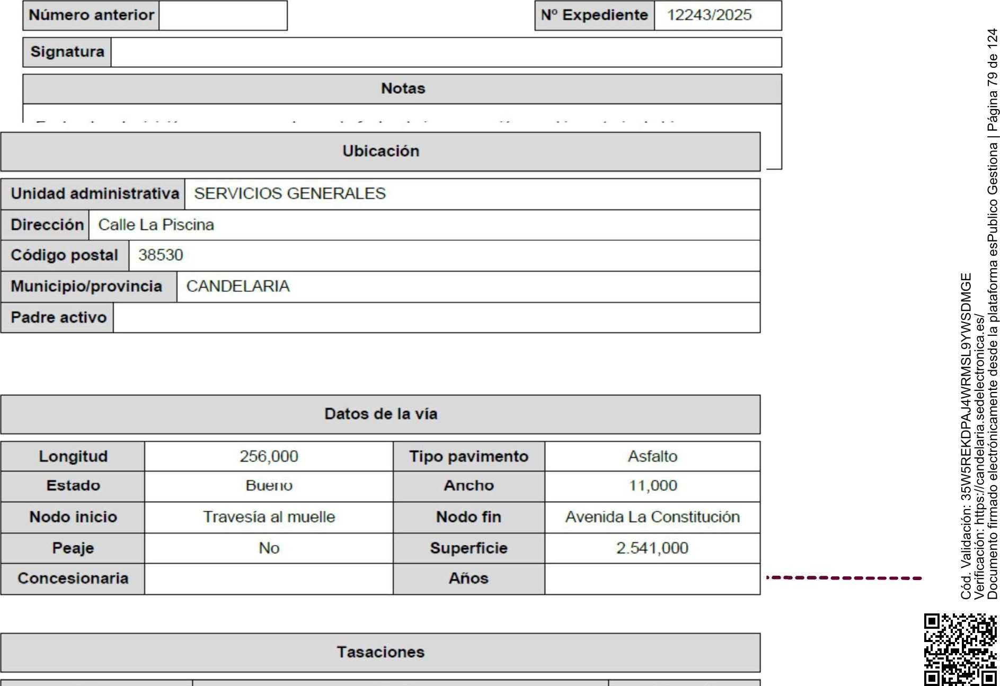 Número anterior
Nº Expediente 12243/2025
Signatura
Notas
Ubicación
Unidad administrativa SERVICIOS GENERALES
Dirección Calle La Piscina
Código postal 38530
Municipio/provincia CANDELARIA
Padre activo
Datos de la vía
Longitud 256,000 Tipo pavimento Asfalto
Estado Bueno Ancho 11,000
Nodo inicio Travesía al muelle Nodo fin Avenida La Constitución
Peaje No Superficie 2.541,000
Concesionaria Años
Tasaciones
Cód. Validación: 35W5REKDPAJ4WRMSL9YWSDMGE
Verificación: https://candelaria.sedelectronica.es/
Documento firmado electrónicamente desde la plataforma esPublico Gestiona | Página 79 de 124